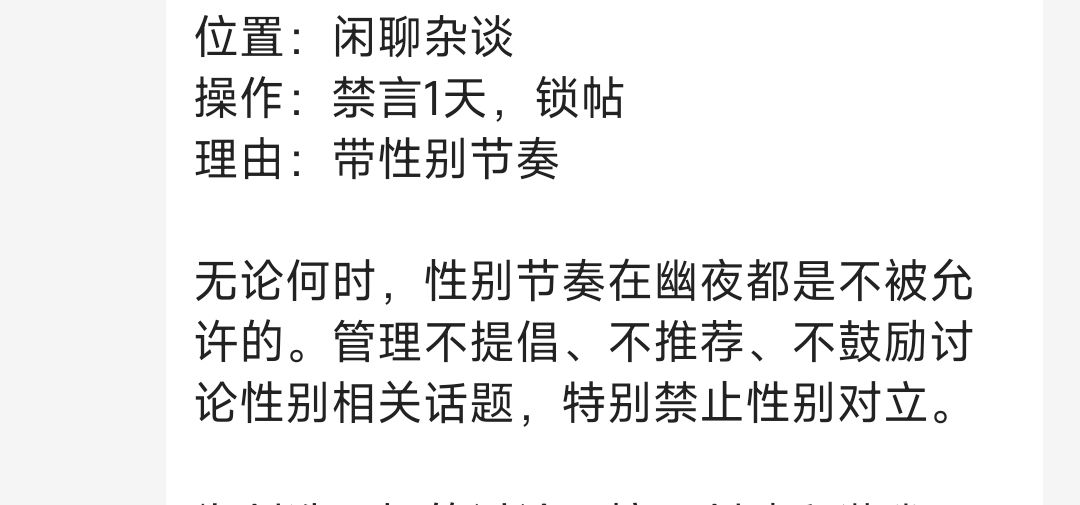 位置：闲聊杂谈
操作：禁言1天，锁帖
理由：带性别节奏
无论何时，性别节奏在幽夜都是不被允
许的。管理不提倡、不推荐、不鼓励讨
论性别相关话题，特别禁止性别对立。